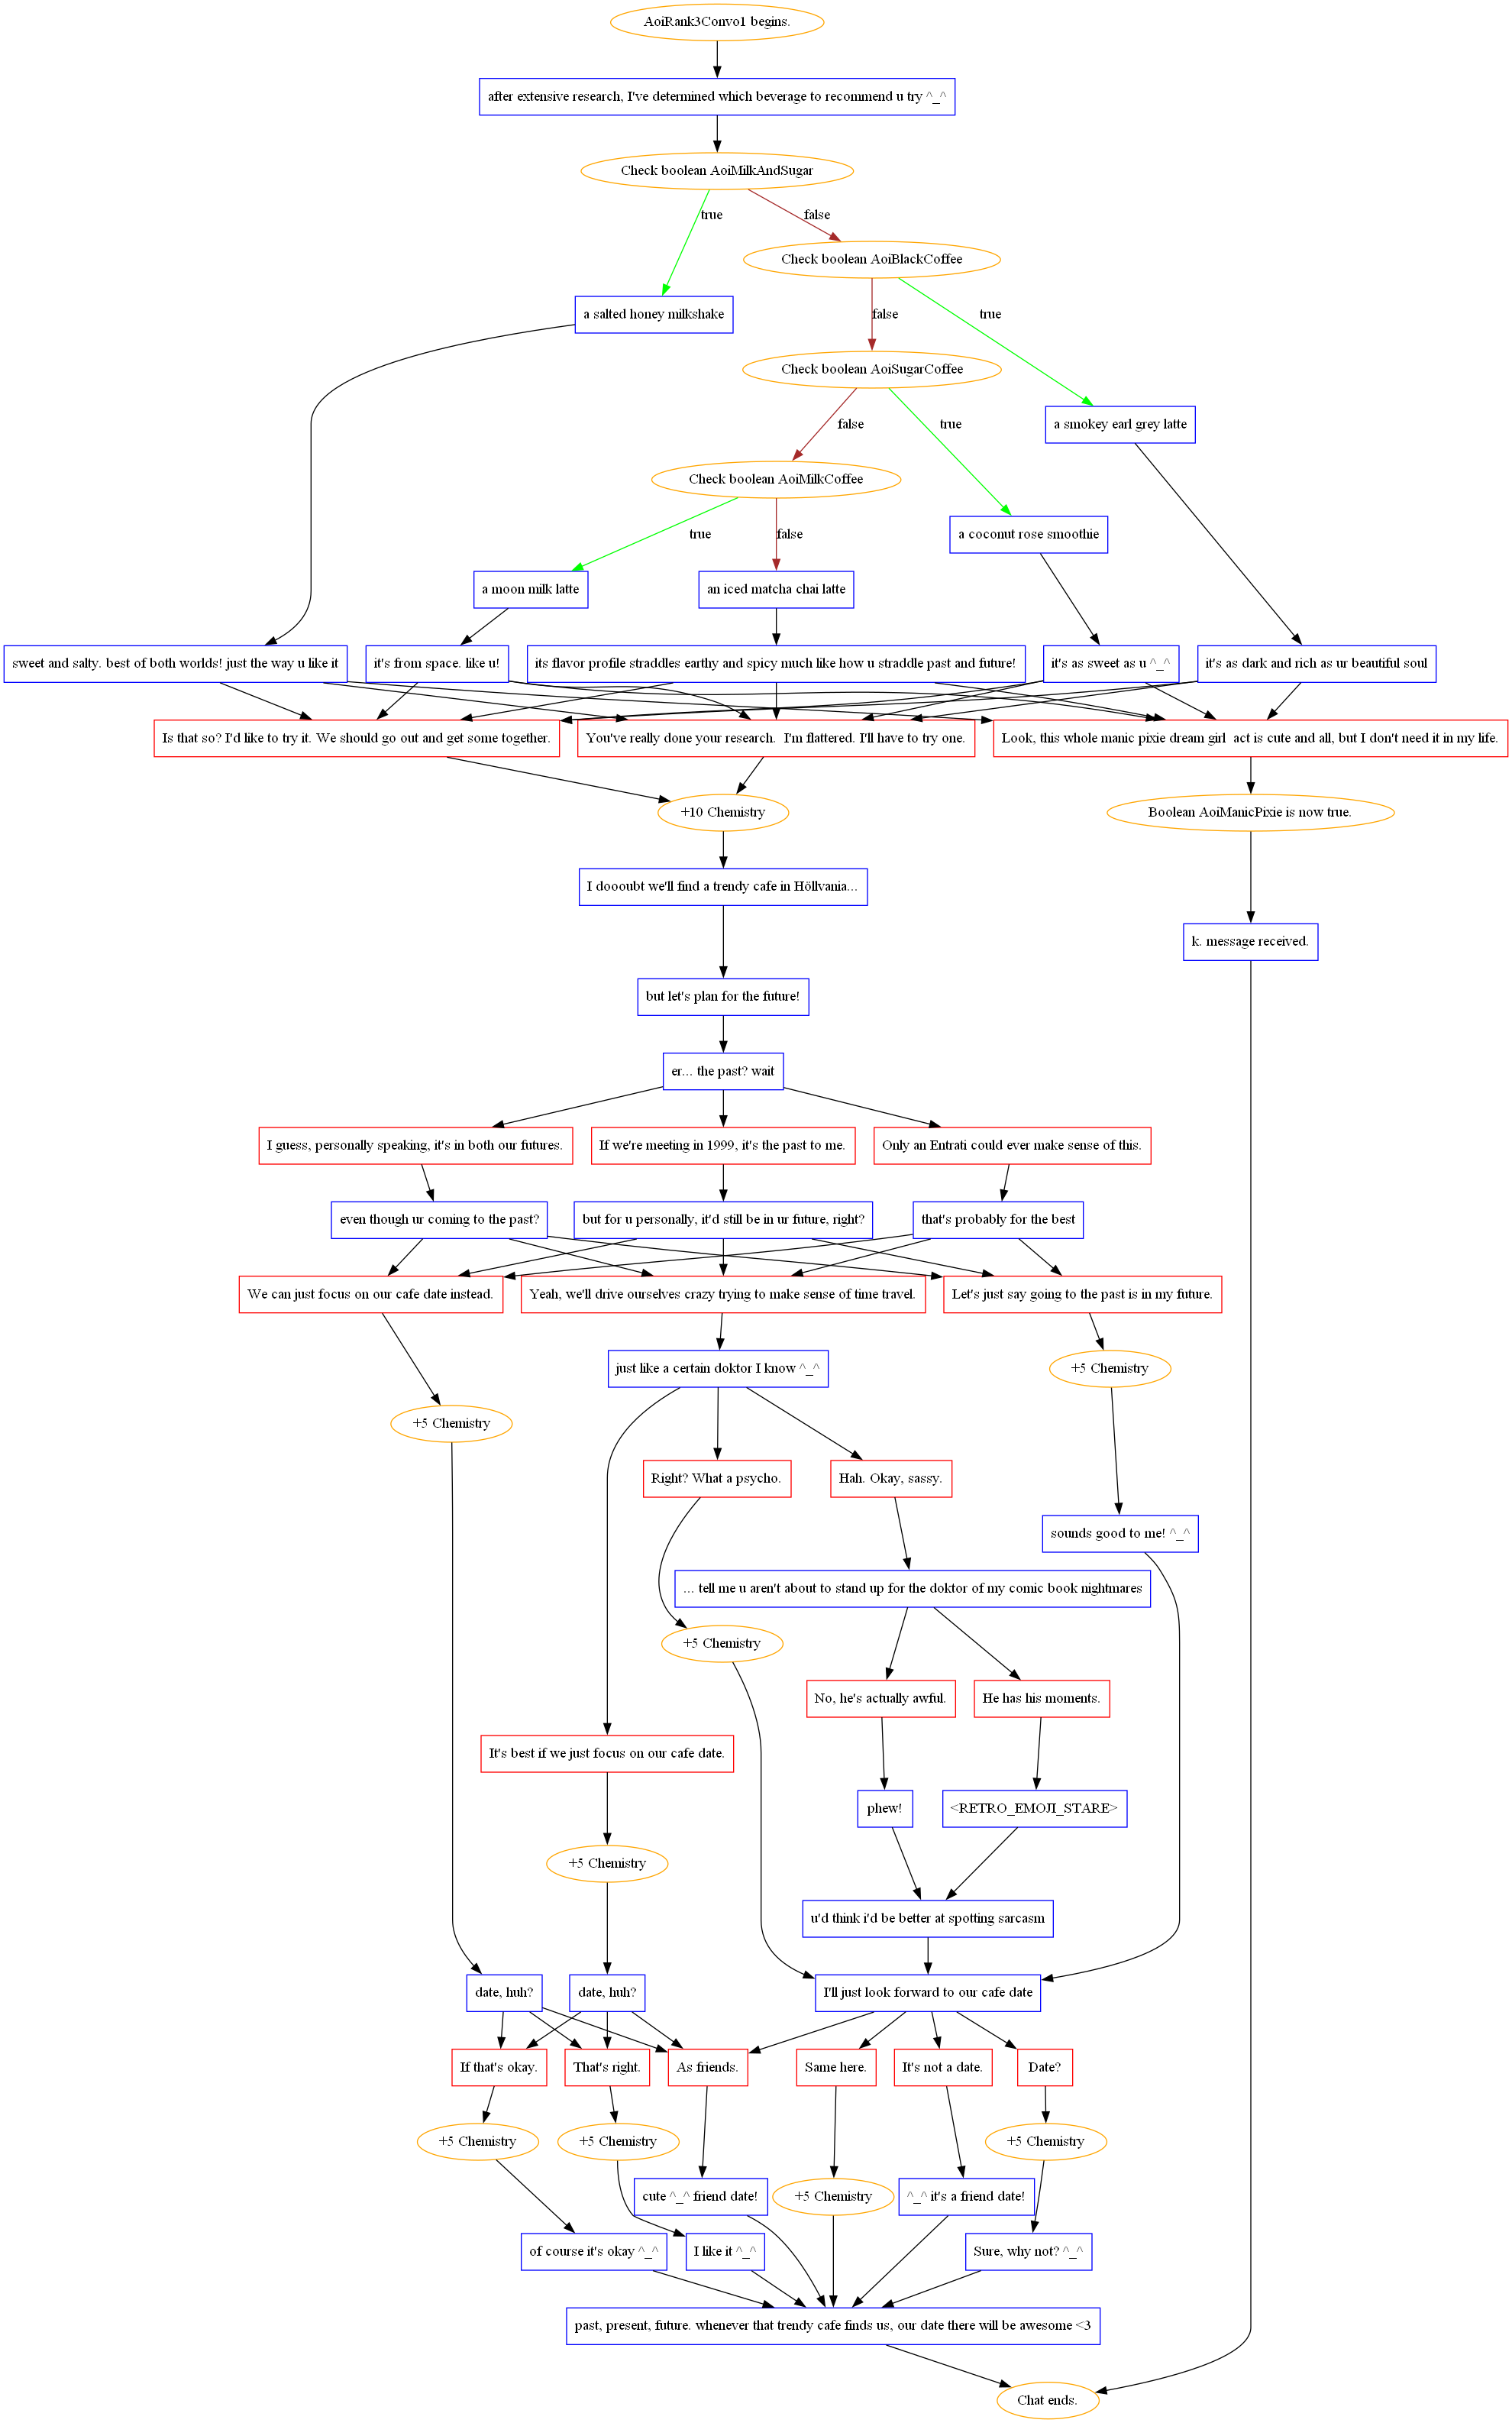 AoiRank3Convo1 begins.
after extensive research, I've determined which beverage to recommend u try ^_^
Check boolean AoiMilkAndSugar
true
false
Check boolean AoiBlackCoffee
a salted honey milkshake
false
true
Check boolean AoiSugarCoffee
a smokey earl grey latte
false
true
Check boolean AoiMilkCoffee
true
false
a coconut rose smoothie
a moon milk latte
an iced matcha chai latte
sweet and salty. best of both worlds! just the way u like it
it's from space. like u!
its flavor profile straddles earthy and spicy much like how u straddle past and future!
it's as sweet as u ^_^
it's as dark and rich as ur beautiful soul
Is that so? I'd like to try it. We should go out and get some together.
You've really done your research.  I'm flattered. I'll have to try one.
Look, this whole manic pixie dream girl  act is cute and all, but I don't need it in my life.
+10 Chemistry
Boolean AoiManicPixie is now true.
I doooubt we'll find a trendy cafe in Höllvania...
k. message received.
but let's plan for the future!
er... the past? wait
I guess, personally speaking, it's in both our futures.
If we're meeting in 1999, it's the past to me.
Only an Entrati could ever make sense of this.
even though ur coming to the past?
but for u personally, it'd still be in ur future, right?
that's probably for the best
We can just focus on our cafe date instead.
Yeah, we'll drive ourselves crazy trying to make sense of time travel.
Let's just say going to the past is in my future.
just like a certain doktor I know ^_^
+5 Chemistry
+5 Chemistry
Right? What a psycho.
Hah. Okay, sassy.
sounds good to me! ^_^
... tell me u aren't about to stand up for the doktor of my comic book nightmares
+5 Chemistry
No, he's actually awful.
He has his moments.
It's best if we just focus on our cafe date.
phew!
<RETRO_EMOJI_STARE>
+5 Chemistry
u'd think i'd be better at spotting sarcasm
date, huh?
date, huh?
I'll just look forward to our cafe date
If that's okay.
That's right.
As friends.
Same here.
It's not a date.
Date?
+5 Chemistry
+5 Chemistry
+5 Chemistry
cute ^_^ friend date!
+5 Chemistry
^_^ it's a friend date!
of course it's okay ^_^
I like it ^_^
Sure, why not? ^_^
past, present, future. whenever that trendy cafe finds us, our date there will be awesome <3
Chat ends.